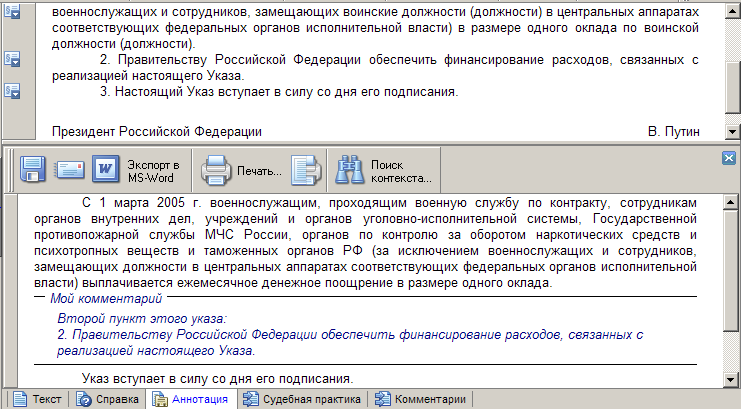 военнослужащих и сотрудников, замещающих воинские должности (должности) в центральных аппаратах
соответствующих федеральных органов исполнительной власти) в размере одного оклада по воинской
должности (должности).
2. Правительству Российской Федерации обеспечить финансирование расходов, связанных с
реализацией настоящего Указа.
3. Настоящий Указ вступает в силу со дня его подписания.
Президент Российской Федерации В. Путин
Экспорт в
MS-Word
Печать...
Поиск
контекста...
С 1 марта 2005 г. военнослужащим, проходящим военную службу по контракту, сотрудникам
органов внутренних дел, учреждений и органов уголовно-исполнительной системы, Государственной
противопожарной службы МЧС России, органов по контролю за оборотом наркотических средств и
психотропных веществ и таможенных органов РФ (за исключением военнослужащих и сотрудников,
замещающих должности в центральных аппаратах соответствующих федеральных органов исполнительной
власти) выплачивается ежемесячное денежное поощрение в размере одного оклада.
Мой комментарий
Второй пункт этого указа:
2. Правительству Российской Федерации обеспечить финансирование расходов, связанных с
реализацией настоящего Указа.
Указ вступает в силу со дня его подписания.
Текст Справка Аннотация Судебная практика Комментарии